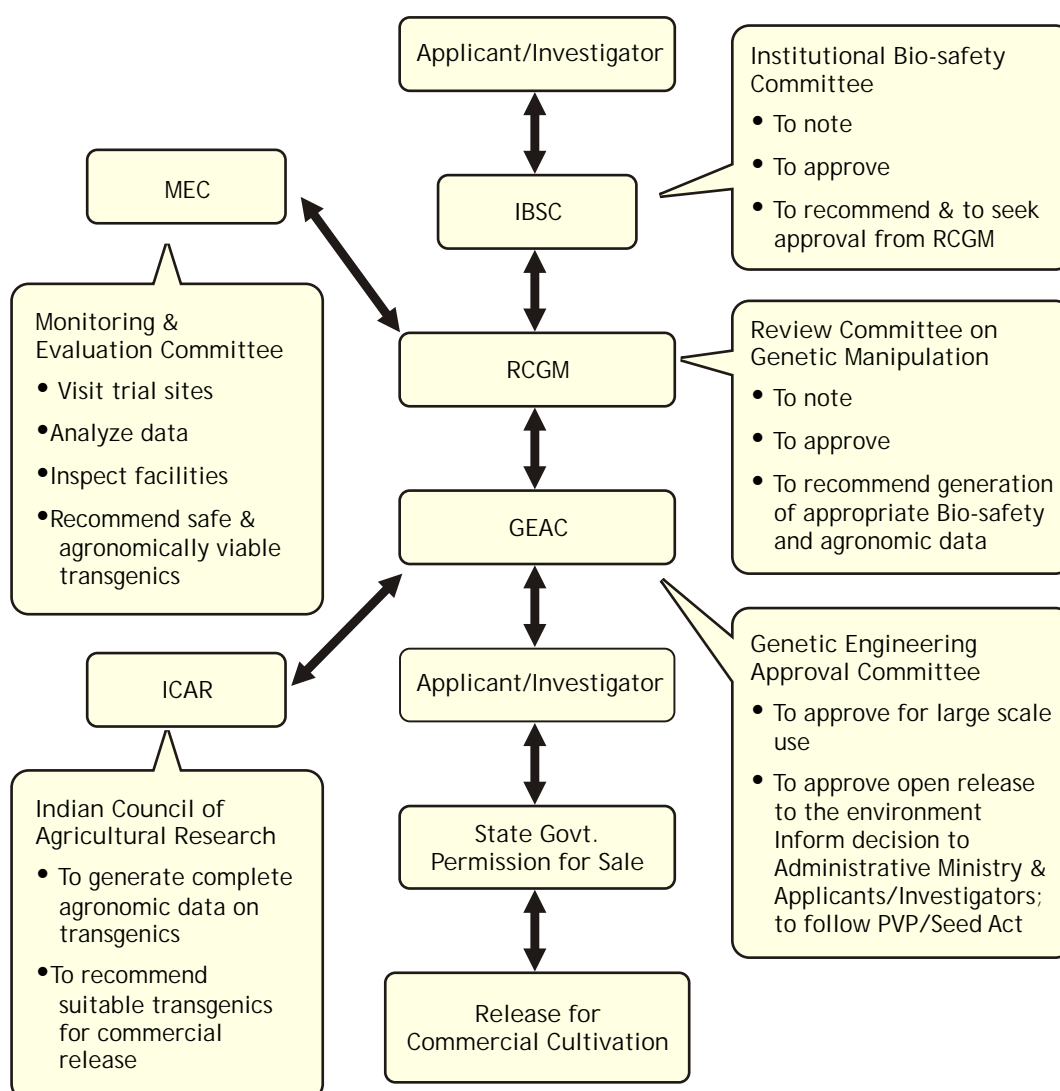 Applicant/Investigator
Institutional Bio-safety
Committee
• To note
• To approve
• To recommend & to seek
approval from RCGM
MEC
IBSC
Monitoring &
Evaluation Committee
• Visit trial sites
•Analyze data
•Inspect facilities
•Recommend safe &
agronomically viable
transgenics
RCGM
Review Committee on
Genetic Manipulation
• To note
• To approve
• To recommend generation
of appropriate Bio-safety
and agronomic data
GEAC
Genetic Engineering
Approval Committee
• To approve for large scale
use
• To approve open release
to the environment
Inform decision to
Administrative Ministry &
Applicants/Investigators;
to follow PVP/Seed Act
ICAR
Applicant/Investigator
Indian Council of
Agricultural Research
• To generate complete
agronomic data on
transgenics
•To recommend
suitable transgenics
for commercial
release
State Govt.
Permission for Sale
Release for
Commercial Cultivation